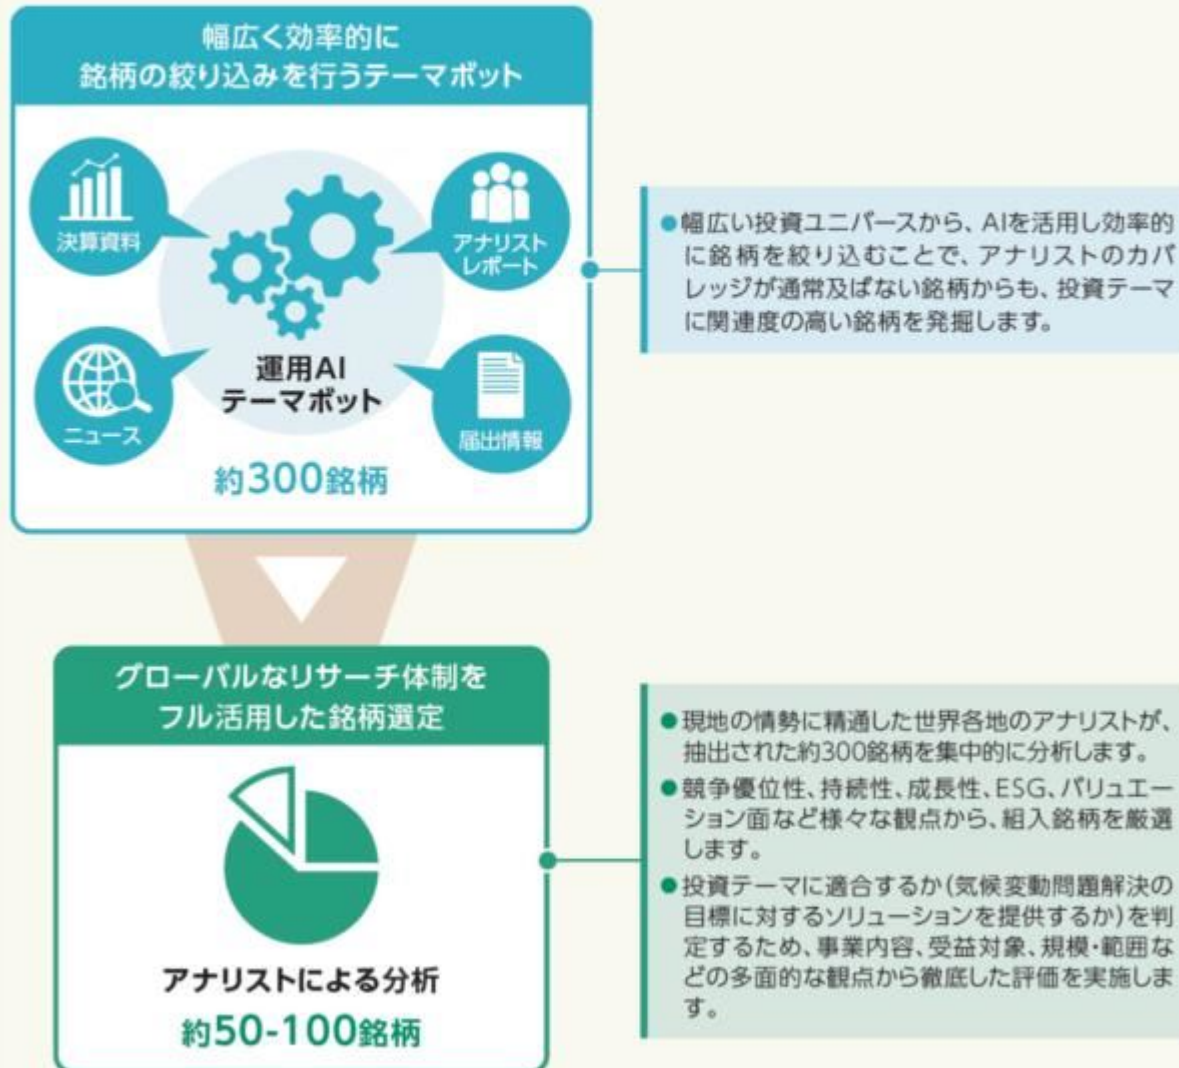 幅広く効率的に
銘柄の絞り込みを行うテーマボット
決算資料
アナリスト
レポート
運用AI
テーマボット
ニュース
届出情報
約300銘柄
●幅広い投資ユニバースから、AIを活用し効率的
に銘柄を絞り込むことで、アナリストのカバ
レッジが通常及ばない銘柄からも、投資テーマ
に関連度の高い銘柄を発掘します。
グローバルなリサーチ体制を
フル活用した銘柄選定
アナリストによる分析
約50-100銘柄
●現地の情勢に精通した世界各地のアナリストが、
抽出された約300銘柄を集中的に分析します。
●競争優位性、持続性、成長性、ESG、バリュエー
ション面など様々な観点から、組入銘柄を厳選
します。
●投資テーマに適合するか(気候変動問題解決の
目標に対するソリューションを提供するか)を判
定するため、事業内容、受益対象、規模・範囲な
どの多面的な観点から徹底した評価を実施しま
す。